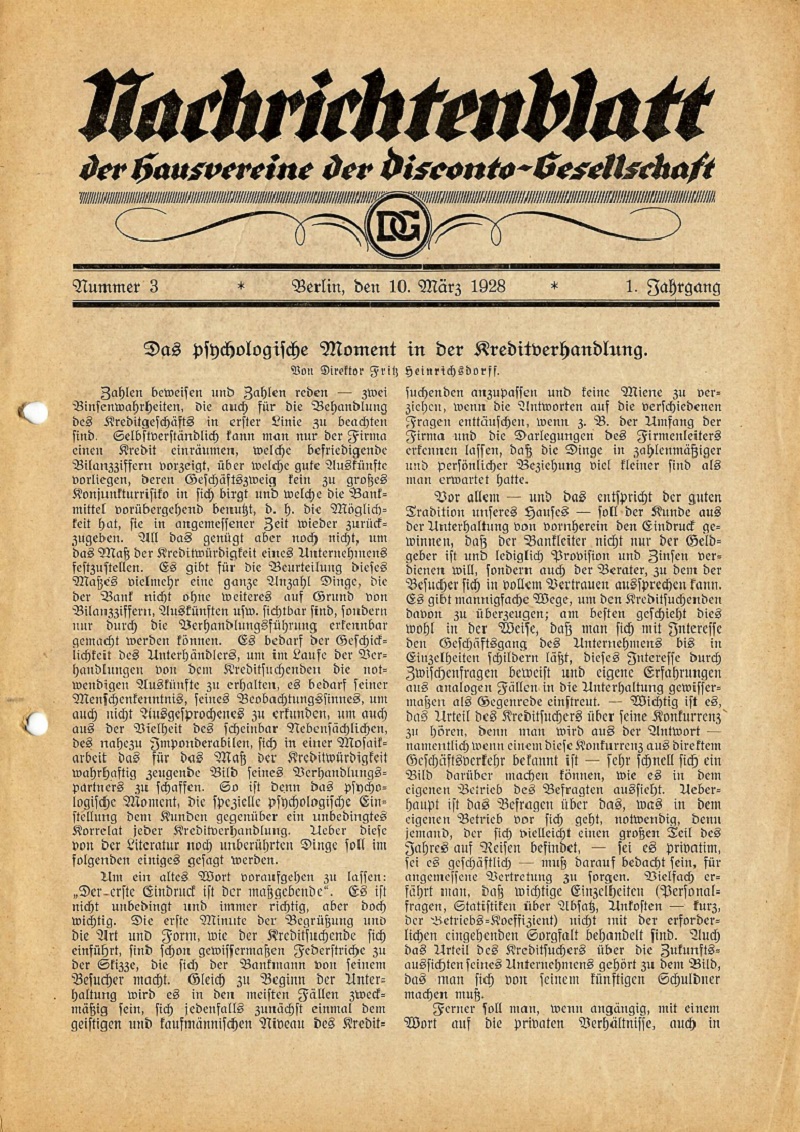 Nachrichtenblatt
der Hausvereine der Disconto-Gesellschaft
DG
Nummer 3 * Berlin, den 10. März 1928 * 1. Jahrgang
Das psychologische Moment in der Kreditverhandlung.
Von Direktor Fritz Heinrichsdorff.
Zahlen beweisen und Zahlen reden — zwei
Binsenwahrheiten, die auch für die Behandlung
des Kreditgeschäfts in erster Linie zu beachten
sind. Selbstverständlich kann man nur der Firma
einen Kredit einräumen, welche befriedigende
Bilanzziffern vorzeigt, über welche gute Auskünfte
vorliegen, deren Geschäftszweig kein zu großes
Konjunkturrisiko in sich birgt und welche die Bank-
mittel vorübergehend benutzt, d. h. die Möglich-
keit hat, sie in angemessener Zeit wieder zurück-
zugeben. All das genügt aber noch nicht, um
das Maß der Kreditwürdigkeit eines Unternehmens
festzustellen. Es gibt für die Beurteilung dieses
Maßes vielmehr eine ganze Anzahl Dinge, die
der Bank nicht ohne weiteres auf Grund von
Bilanzziffern, Auskünften usw. sichtbar sind, sondern
nur durch die Verhandlungsführung erkennbar
gemacht werden können. Es bedarf der Geschick-
lichkeit des Unterhändlers, um im Laufe der Ver-
handlungen von dem Kreditsuchenden die not-
wendigen Auskünfte zu erhalten, es bedarf seiner
Menschenkenntnis, seines Beobachtungssinnes, um
auch nicht Ausgesprochenes zu erkunden, um auch
aus der Vielheit des scheinbar Nebensächlichen,
des nahezu Imponderabilen, sich in einer Mosaik-
arbeit das für das Maß der Kreditwürdigkeit
wahrhaftig zeugende Bild seines Verhandlungs-
partners zu schaffen. So ist denn das psycho-
logische Moment, die spezielle psychologische Ein-
stellung dem Kunden gegenüber ein unbedingtes
Korrelat jeder Kreditverhandlung. Ueber diese
von der Literatur noch unberührten Dinge soll im
folgenden einiges gesagt werden.
Um ein altes Wort voraufgehen zu lassen:
„Der erste Eindruck ist der maßgebende“. Es ist
nicht unbedingt und immer richtig, aber doch
wichtig. Die erste Minute der Begrüßung und
die Art und Form, wie der Kreditsuchende sich
einführt, sind schon gewissermaßen Federstriche zu
der Skizze, die sich der Bankmann von seinem
Besucher macht. Gleich zu Beginn der Unter-
haltung wird es in den meisten Fällen zweck-
mäßig sein, sich jedenfalls zunächst einmal dem
geistigen und kaufmännischen Niveau des Kredit-
suchenden anzupassen und keine Miene zu ver-
ziehen, wenn die Antworten auf die verschiedenen
Fragen enttäuschen, wenn z. B. der Umfang der
Firma und die Darlegungen des Firmenleiters
erkennen lassen, daß die Dinge in zahlenmäßiger
und persönlicher Beziehung viel kleiner sind als
man erwartet hatte.
Vor allem — und das entspricht der guten
Tradition unseres Hauses — soll der Kunde aus
der Unterhaltung von vornherein den Eindruck ge-
winnen, daß der Bankleiter nicht nur der Geld-
geber ist und lediglich Provision und Zinsen ver-
dienen will, sondern auch der Berater, zu dem der
Besucher sich in vollem Vertrauen aussprechen kann.
Es gibt mannigfache Wege, um den Kreditsuchenden
davon zu überzeugen; am besten geschieht dies
wohl in der Weise, daß man sich mit Interesse
den Geschäftsgang des Unternehmens bis in
Einzelheiten schildern läßt, dieses Interesse durch
Zwischenfragen beweist und eigene Erfahrungen
aus analogen Fällen in die Unterhaltung gewisser-
maßen als Gegenrede einstreut. — Wichtig ist es,
das Urteil des Kreditsuchers über seine Konkurrenz
zu hören, denn man wird aus der Antwort —
namentlich wenn einem diese Konkurrenz aus direktem
Geschäftsverkehr bekannt ist — sehr schnell sich ein
Bild darüber machen können, wie es in dem
eigenen Betrieb des Befragten aussieht. Ueber-
haupt ist das Befragen über das, was in dem
eigenen Betrieb vor sich geht, notwendig, denn
jemand, der sich vielleicht einen großen Teil des
Jahres auf Reisen befindet, — sei es privatim,
sei es geschäftlich — muß darauf bedacht sein, für
angemessene Vertretung zu sorgen. Vielfach er-
fährt man, daß wichtige Einzelheiten (Personal-
fragen, Statistiken über Absatz, Unkosten — kurz,
der Betriebs-Koeffizient) nicht mit der erforder-
lichen eingehenden Sorgfalt behandelt sind. Auch
das Urteil des Kreditsuchers über die Zukunfts-
aussichten seines Unternehmens gehört zu dem Bild,
das man sich von seinem künftigen Schuldner
machen muß.
Ferner soll man, wenn angängig, mit einem
Wort auf die privaten Verhältnisse, auch in